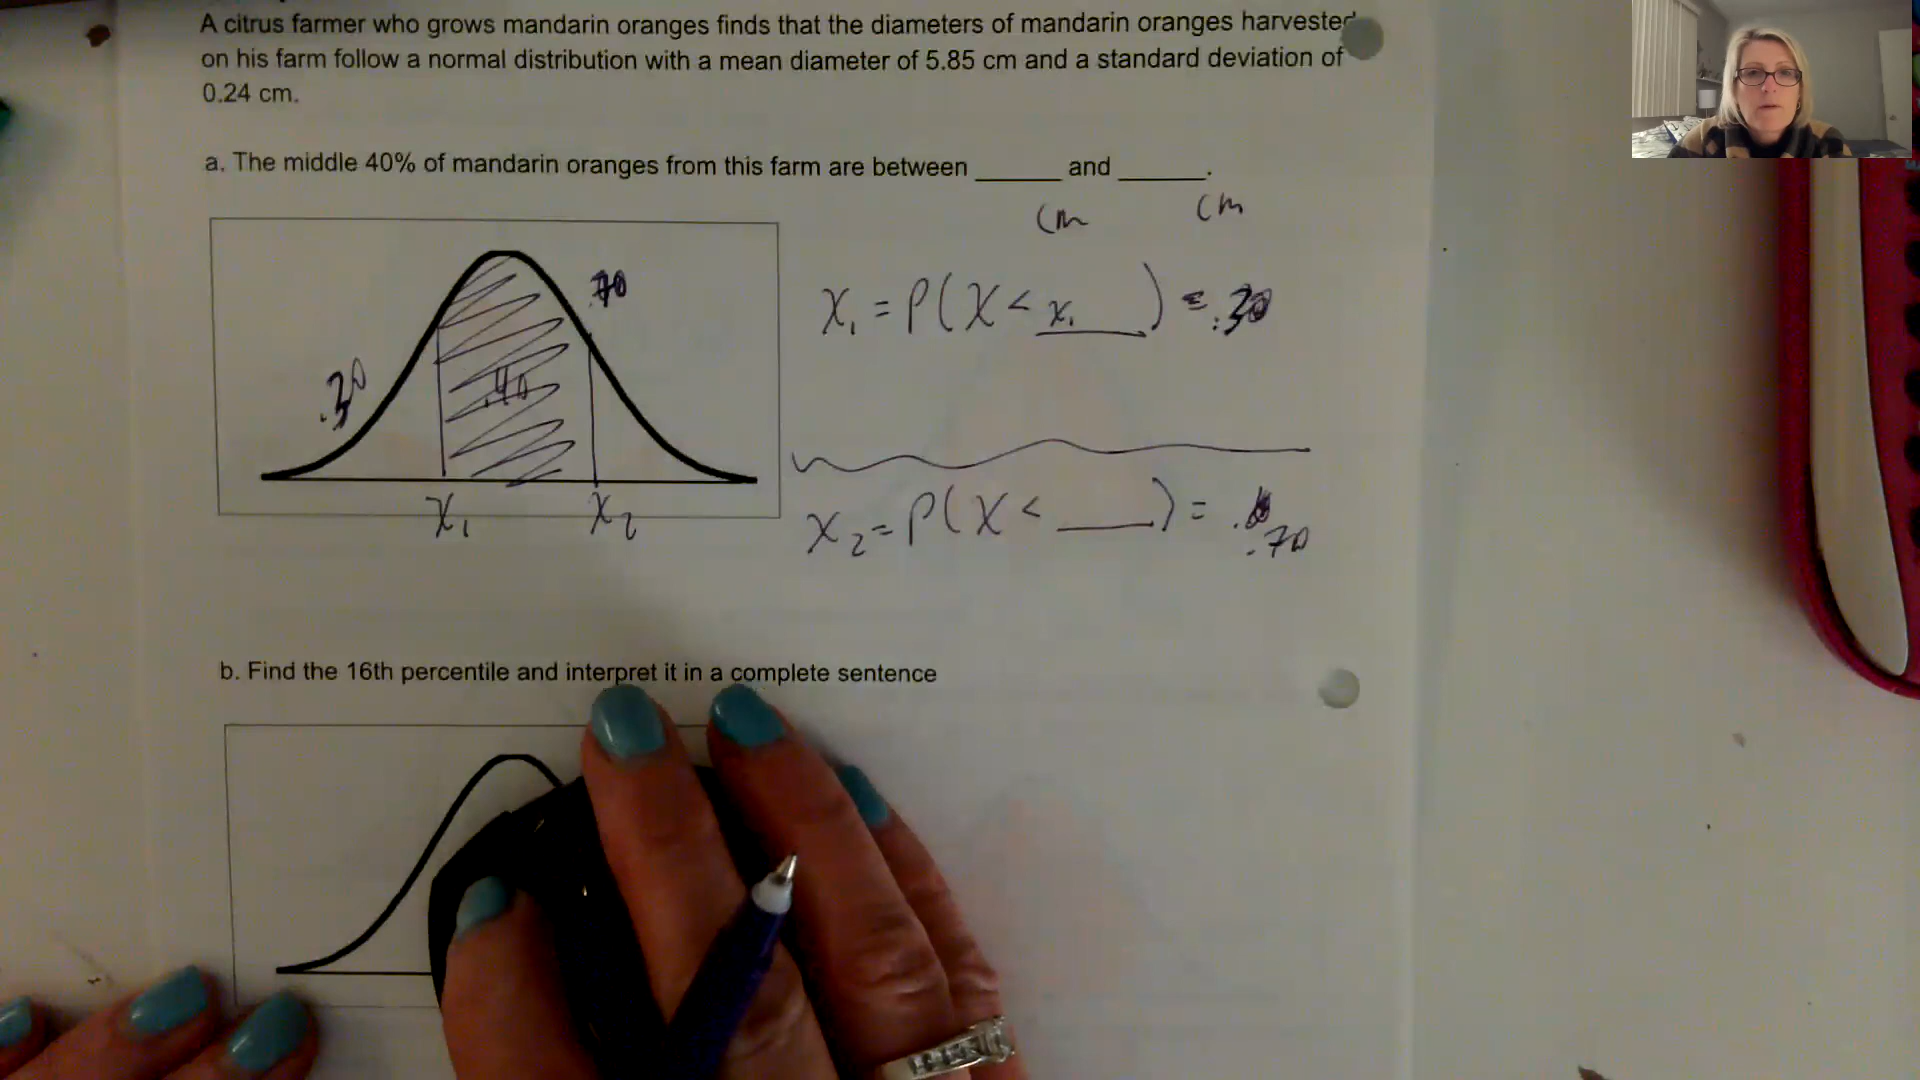 A citrus farmer who grows mandarin oranges finds that the diameters of mandarin oranges harvested
on his farm follow a normal distribution with a mean diameter of 5.85 cm and a standard deviation of
0.24 cm.
a. The middle 40% of mandarin oranges from this farm are between ______ and ______.
cm cm
.30 .40 .70
x₁ x₂
x₁ = P(X < x₁ ) = .30
x₂ = P(X < ____) = .70
b. Find the 16th percentile and interpret it in a complete sentence